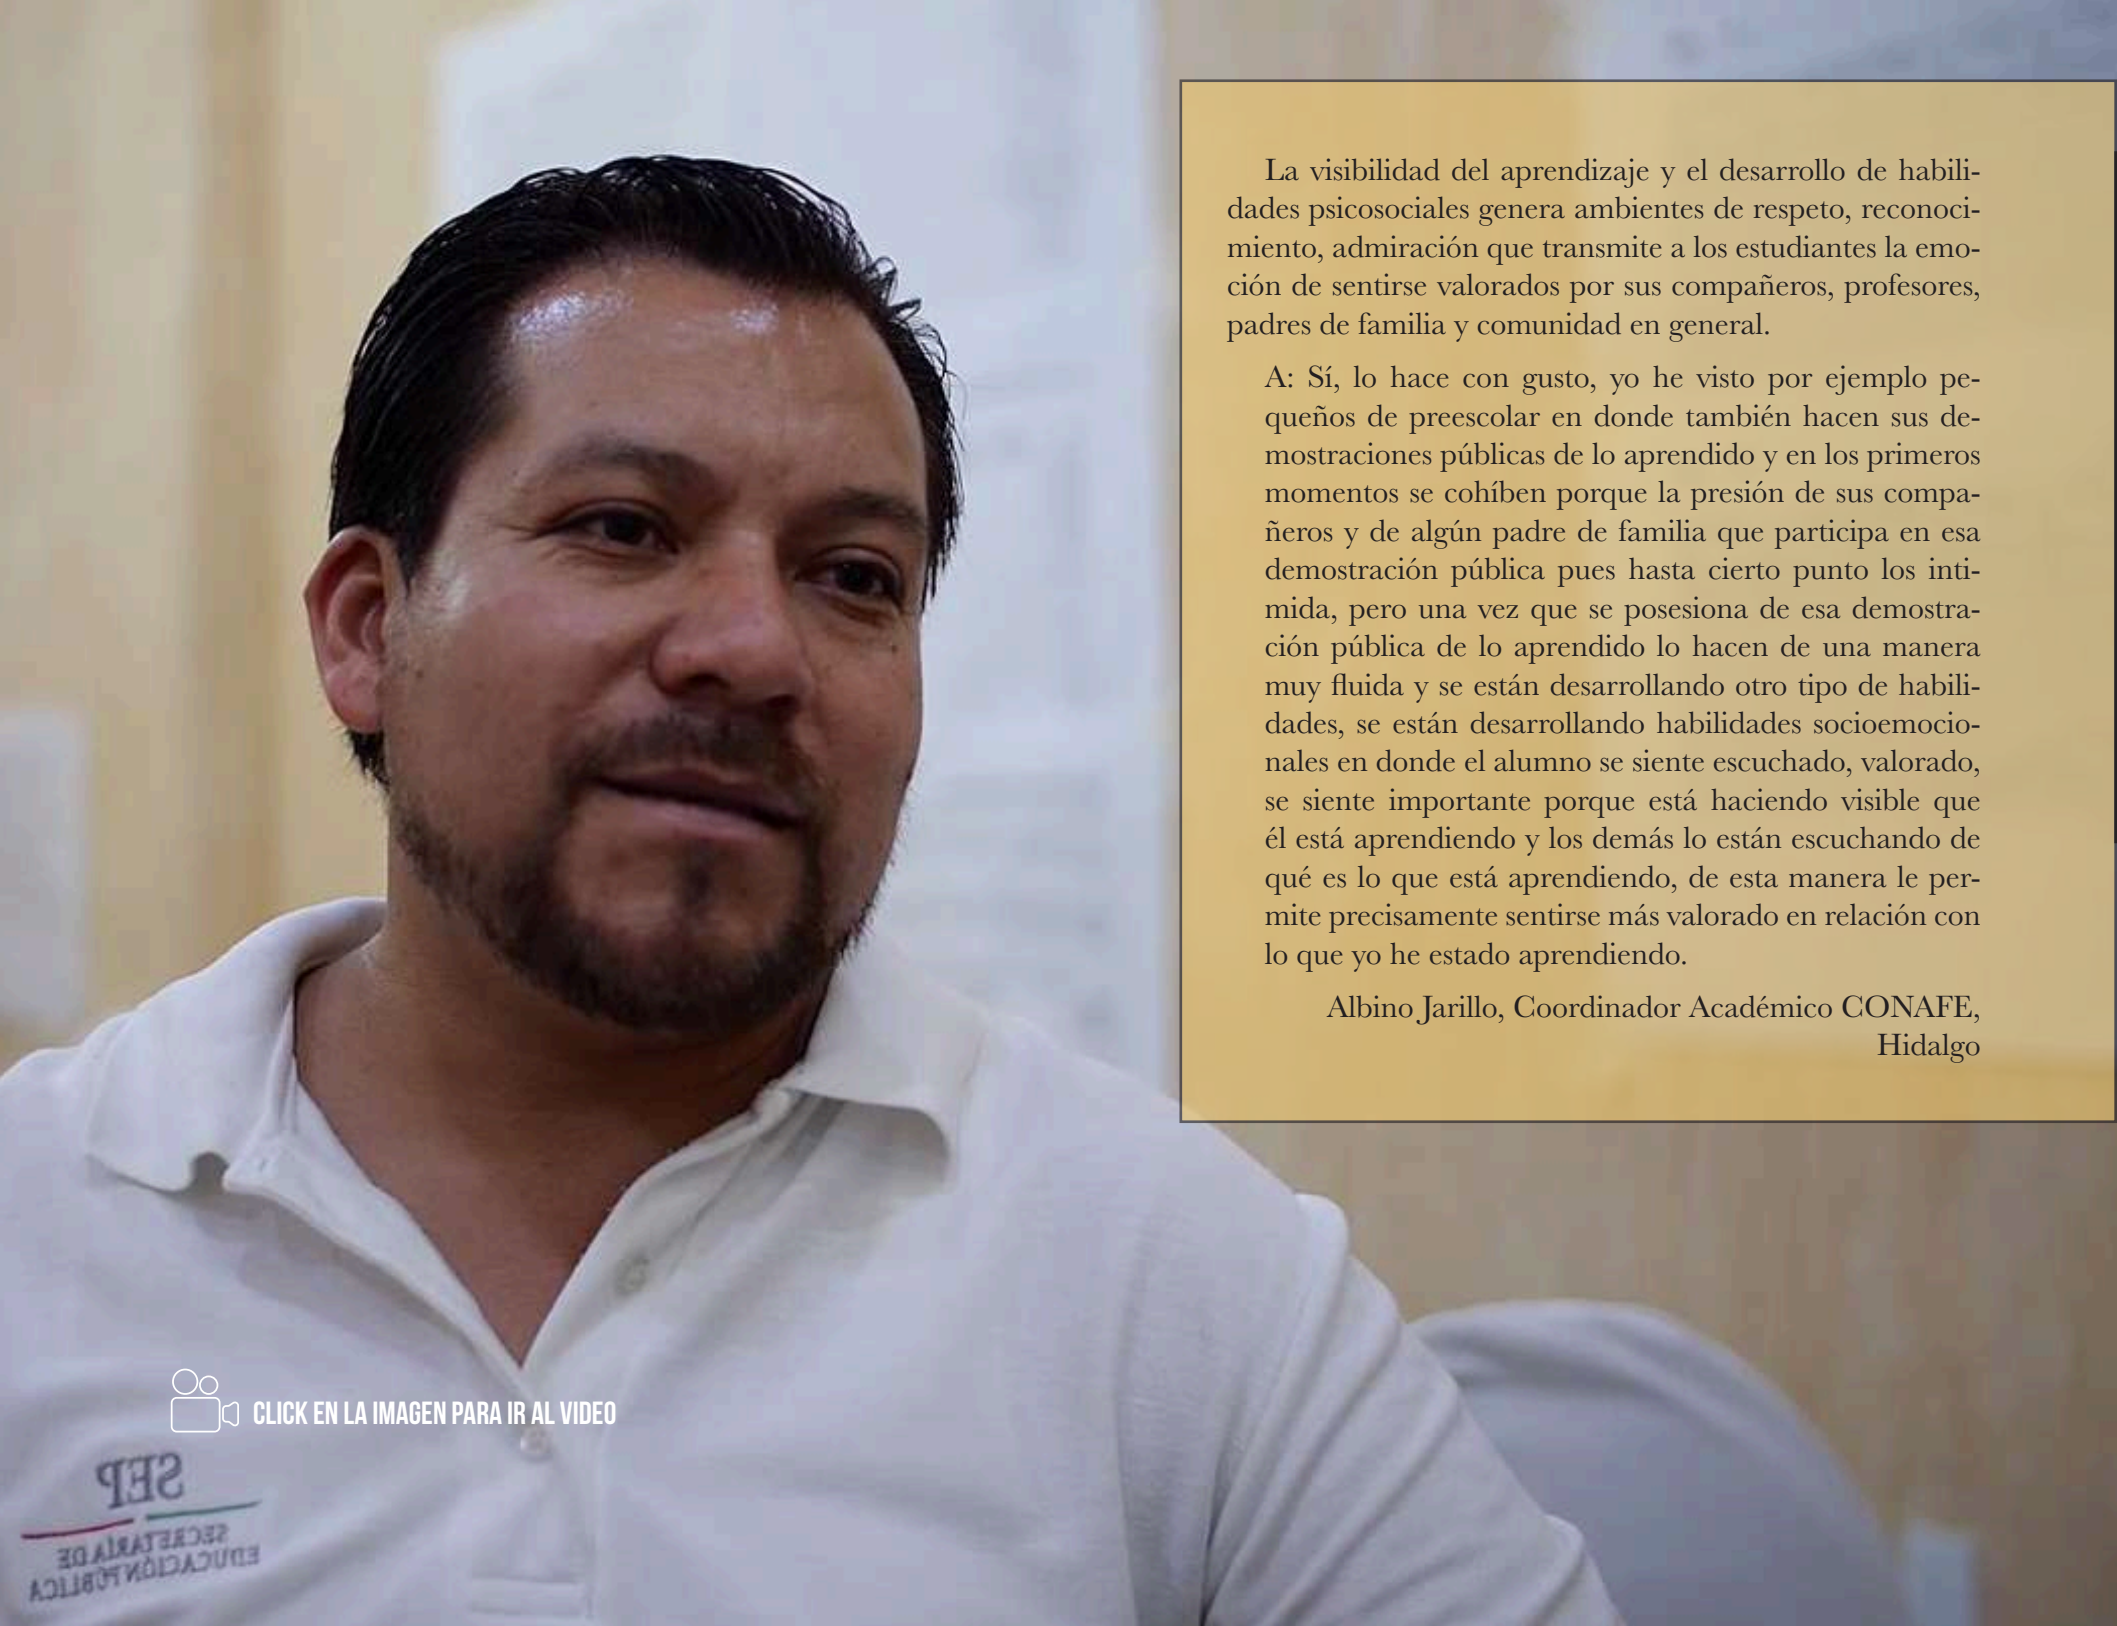 La visibilidad del aprendizaje y el desarrollo de habili-
dades psicosociales genera ambientes de respeto, reconoci-
miento, admiración que transmite a los estudiantes la emo-
ción de sentirse valorados por sus compañeros, profesores,
padres de familia y comunidad en general.
A: Sí, lo hace con gusto, yo he visto por ejemplo pe-
queños de preescolar en donde también hacen sus de-
mostraciones públicas de lo aprendido y en los primeros
momentos se cohíben porque la presión de sus compa-
ñeros y de algún padre de familia que participa en esa
demostración pública pues hasta cierto punto los inti-
mida, pero una vez que se posesiona de esa demostra-
ción pública de lo aprendido lo hacen de una manera
muy fluida y se están desarrollando otro tipo de habili-
dades, se están desarrollando habilidades socioemocio-
nales en donde el alumno se siente escuchado, valorado,
se siente importante porque está haciendo visible que
él está aprendiendo y los demás lo están escuchando de
qué es lo que está aprendiendo, de esta manera le per-
mite precisamente sentirse más valorado en relación con
lo que yo he estado aprendiendo.
Albino Jarillo, Coordinador Académico CONAFE,
Hidalgo
CLICK EN LA IMAGEN PARA IR AL VIDEO
SEP
SECRETARÍA DE
EDUCACIÓN PÚBLICA